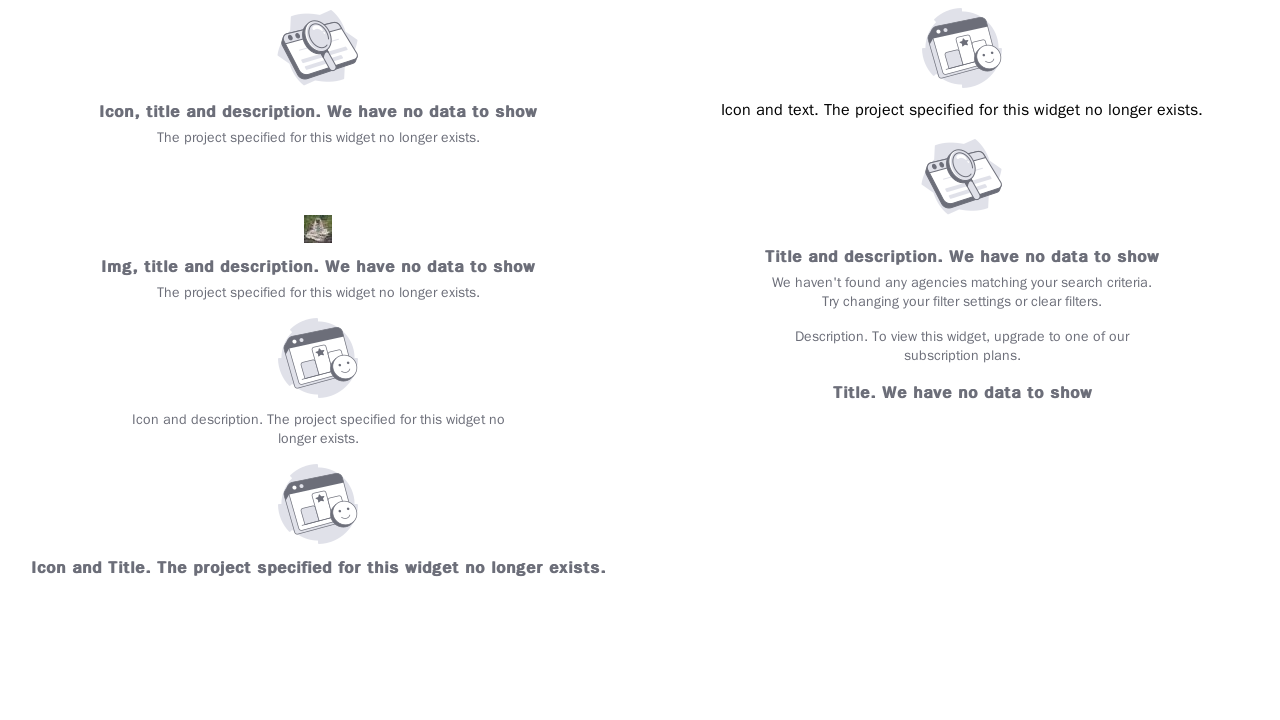 Icon, title and description. We have no data to show
The project specified for this widget no longer exists.
Img, title and description. We have no data to show
The project specified for this widget no longer exists.
Icon and description. The project specified for this widget no
longer exists.
Icon and Title. The project specified for this widget no longer exists.
Icon and text. The project specified for this widget no longer exists.
Title and description. We have no data to show
We haven't found any agencies matching your search criteria.
Try changing your filter settings or clear filters.
Description. To view this widget, upgrade to one of our
subscription plans.
Title. We have no data to show